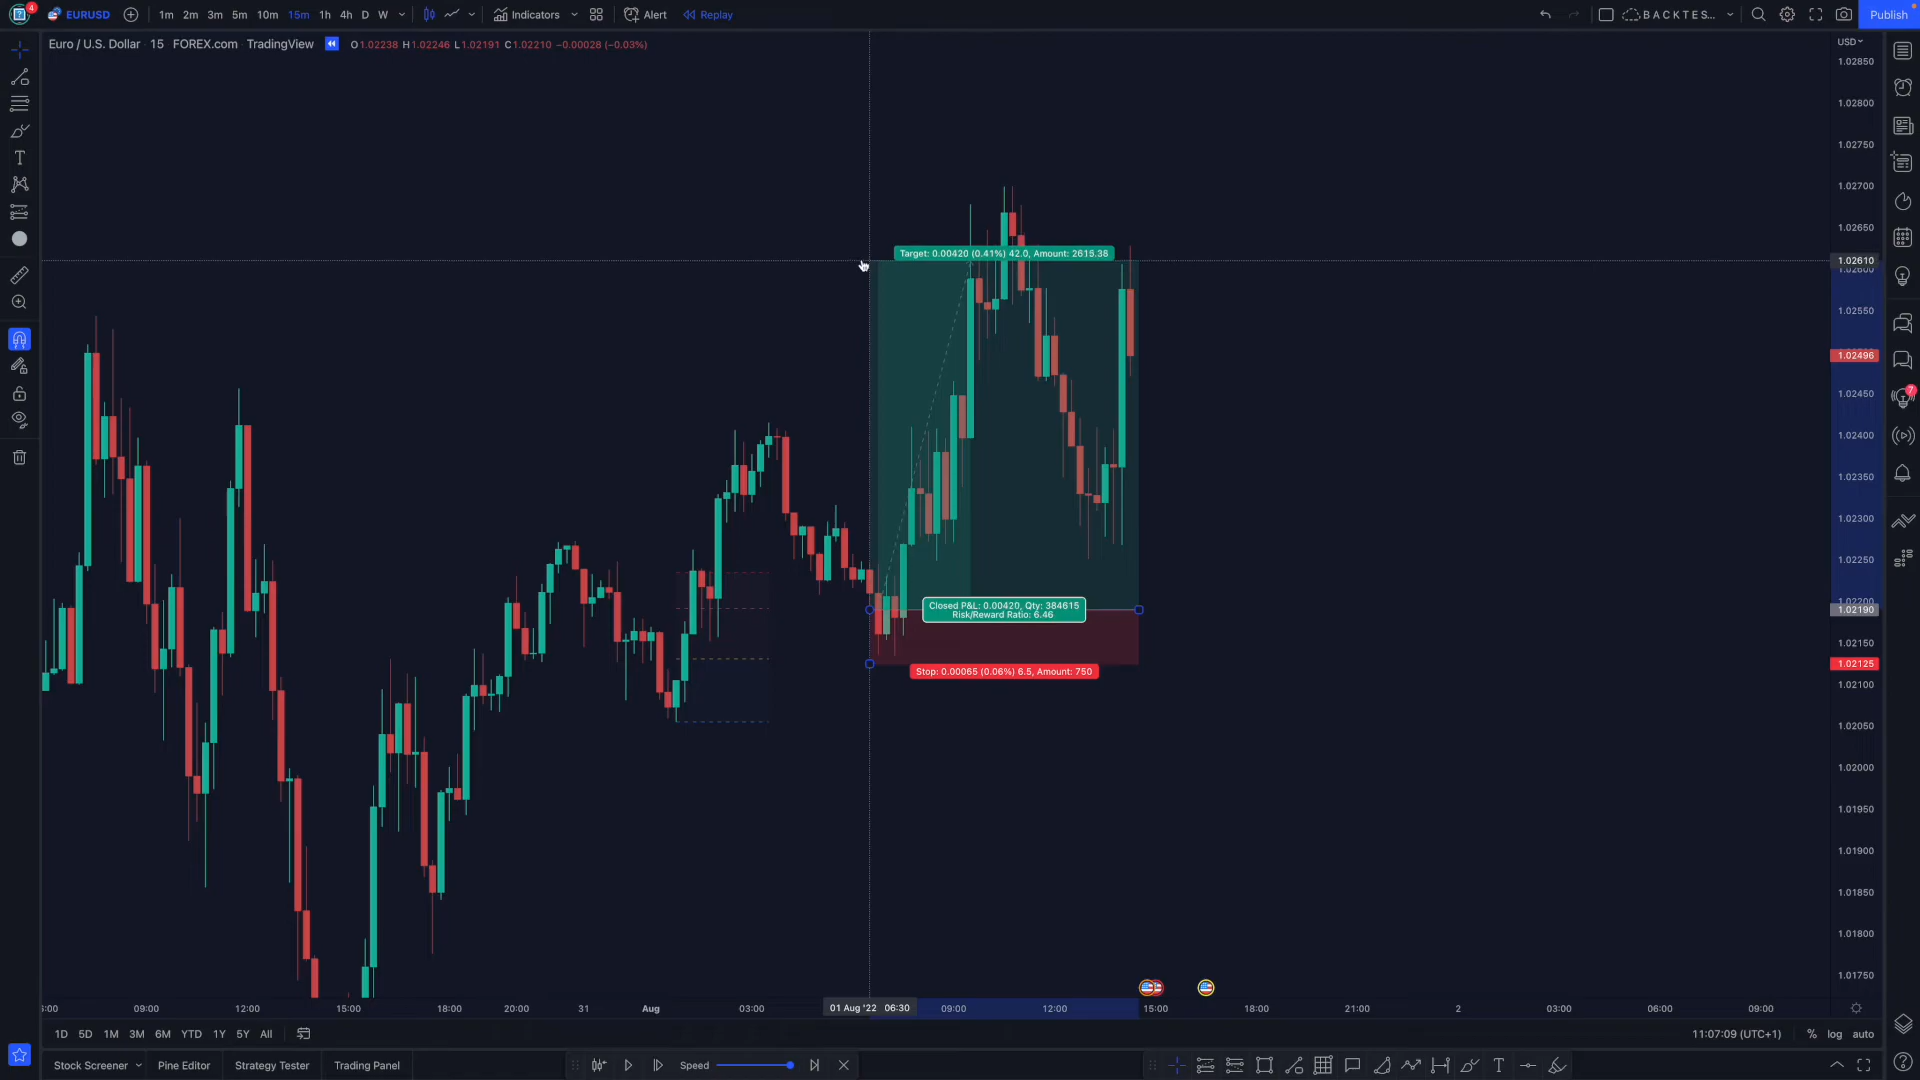 4 EURUSD 1m 2m 3m 5m 10m 15m 1h 4h D W Indicators Alert Replay BACKTES... Publish
Euro / U.S. Dollar 15 FOREX.com TradingView O1.02238 H1.02246 L1.02191 C1.02210 −0.00028 (−0.03%)
USD
1.02850
1.02800
1.02750
1.02700
1.02650
Target: 0.00420 (0.41%) 42.0, Amount: 2615.38
1.02610
1.02600
1.02550
1.02496
7
1.02450
1.02400
1.02350
1.02300
1.02250
1.02200
Closed P&L: 0.00420, Qty: 384615
1.02190
Risk/Reward Ratio: 6.46
1.02150
1.02125
Stop: 0.00065 (0.06%) 6.5, Amount: 750
1.02100
1.02050
1.02000
1.01950
1.01900
1.01850
1.01800
1.01750
:00 09:00 12:00 15:00 18:00 20:00 31 Aug 03:00 01 Aug '22 06:30 09:00 12:00 15:00 18:00 21:00 2 03:00 06:00 09:00
1D 5D 1M 3M 6M YTD 1Y 5Y All 11:07:09 (UTC+1) % log auto
Stock Screener Pine Editor Strategy Tester Trading Panel Speed